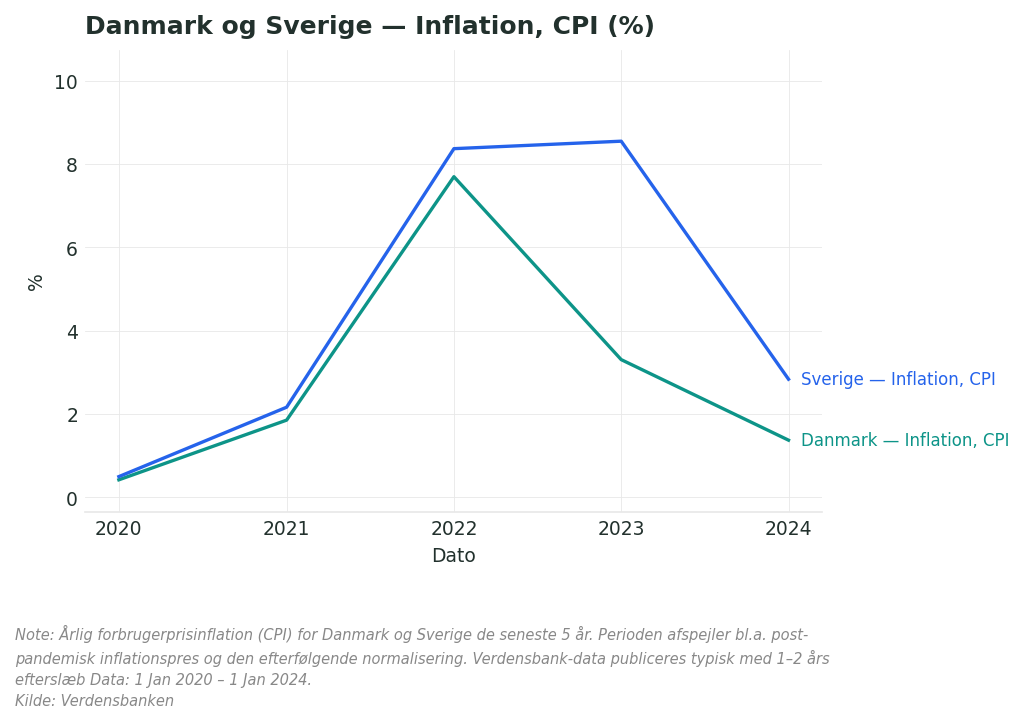 Danmark og Sverige — Inflation, CPI (%)
10
8
6
4
2
0
%
2020
2021
2022
2023
2024
Dato
Sverige — Inflation, CPI
Danmark — Inflation, CPI
Note: Årlig forbrugerprisinflation (CPI) for Danmark og Sverige de seneste 5 år. Perioden afspejler bl.a. post-
pandemisk inflationspres og den efterfølgende normalisering. Verdensbank-data publiceres typisk med 1–2 års
efterslæb Data: 1 Jan 2020 – 1 Jan 2024.
Kilde: Verdensbanken